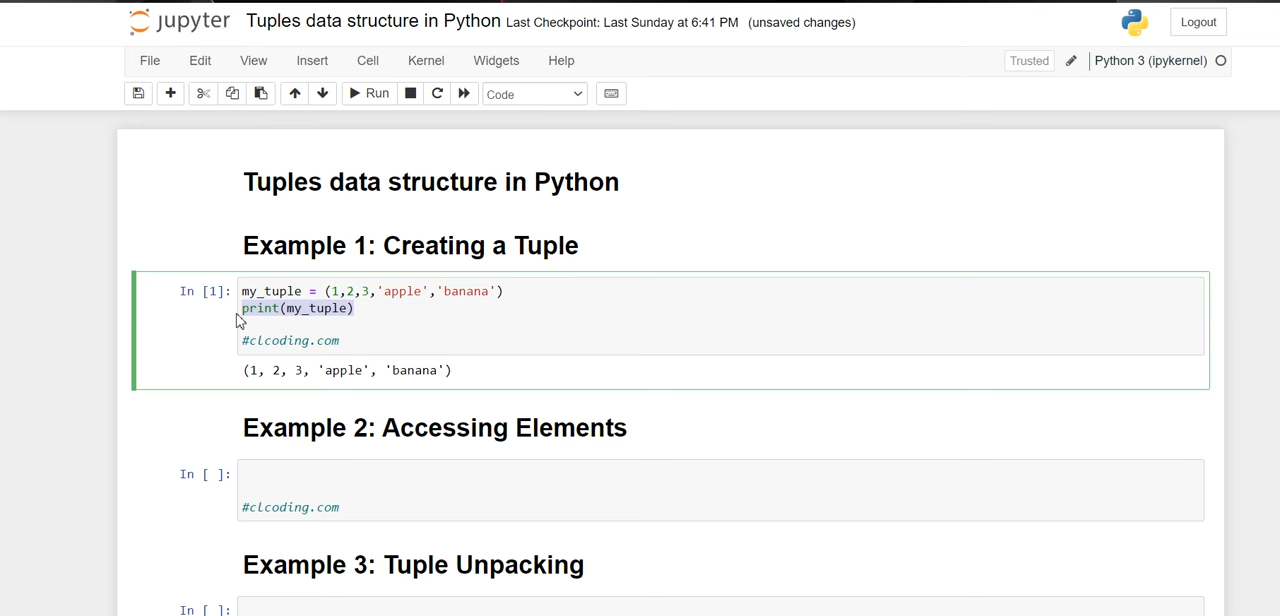 jupyter Tuples data structure in Python Last Checkpoint: Last Sunday at 6:41 PM (unsaved changes) Logout
File Edit View Insert Cell Kernel Widgets Help Trusted Python 3 (ipykernel)
Run Code
Tuples data structure in Python
Example 1: Creating a Tuple
In [1]: my_tuple = (1,2,3,'apple','banana')
print(my_tuple)
#clcoding.com
(1, 2, 3, 'apple', 'banana')
Example 2: Accessing Elements
In [ ]:
#clcoding.com
Example 3: Tuple Unpacking
In [ ]: